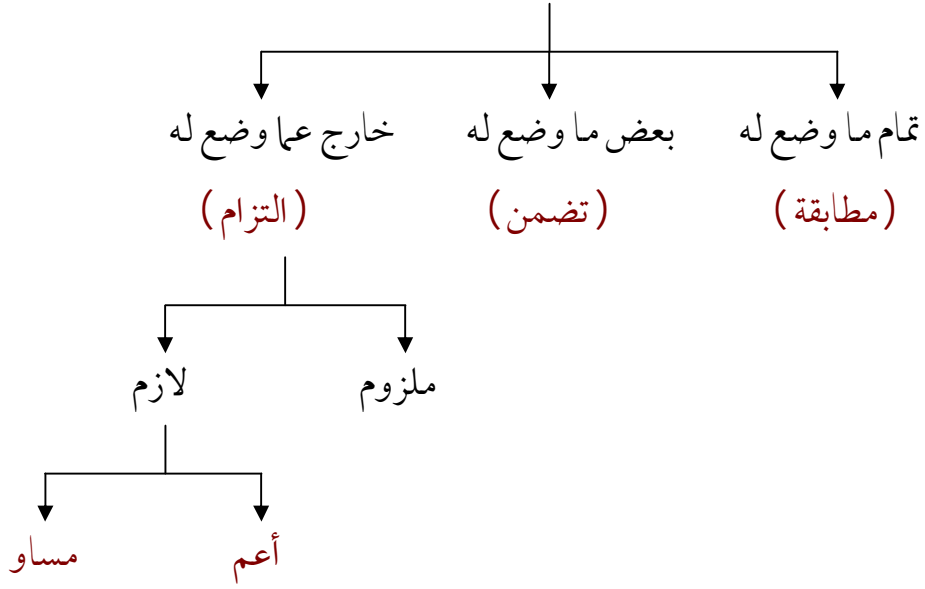 تمام ما وضع له
بعض ما وضع له
خارج عما وضع له
(مطابقة)
(تضمن)
(التزام)
ملزوم
لازم
أعم
مساو